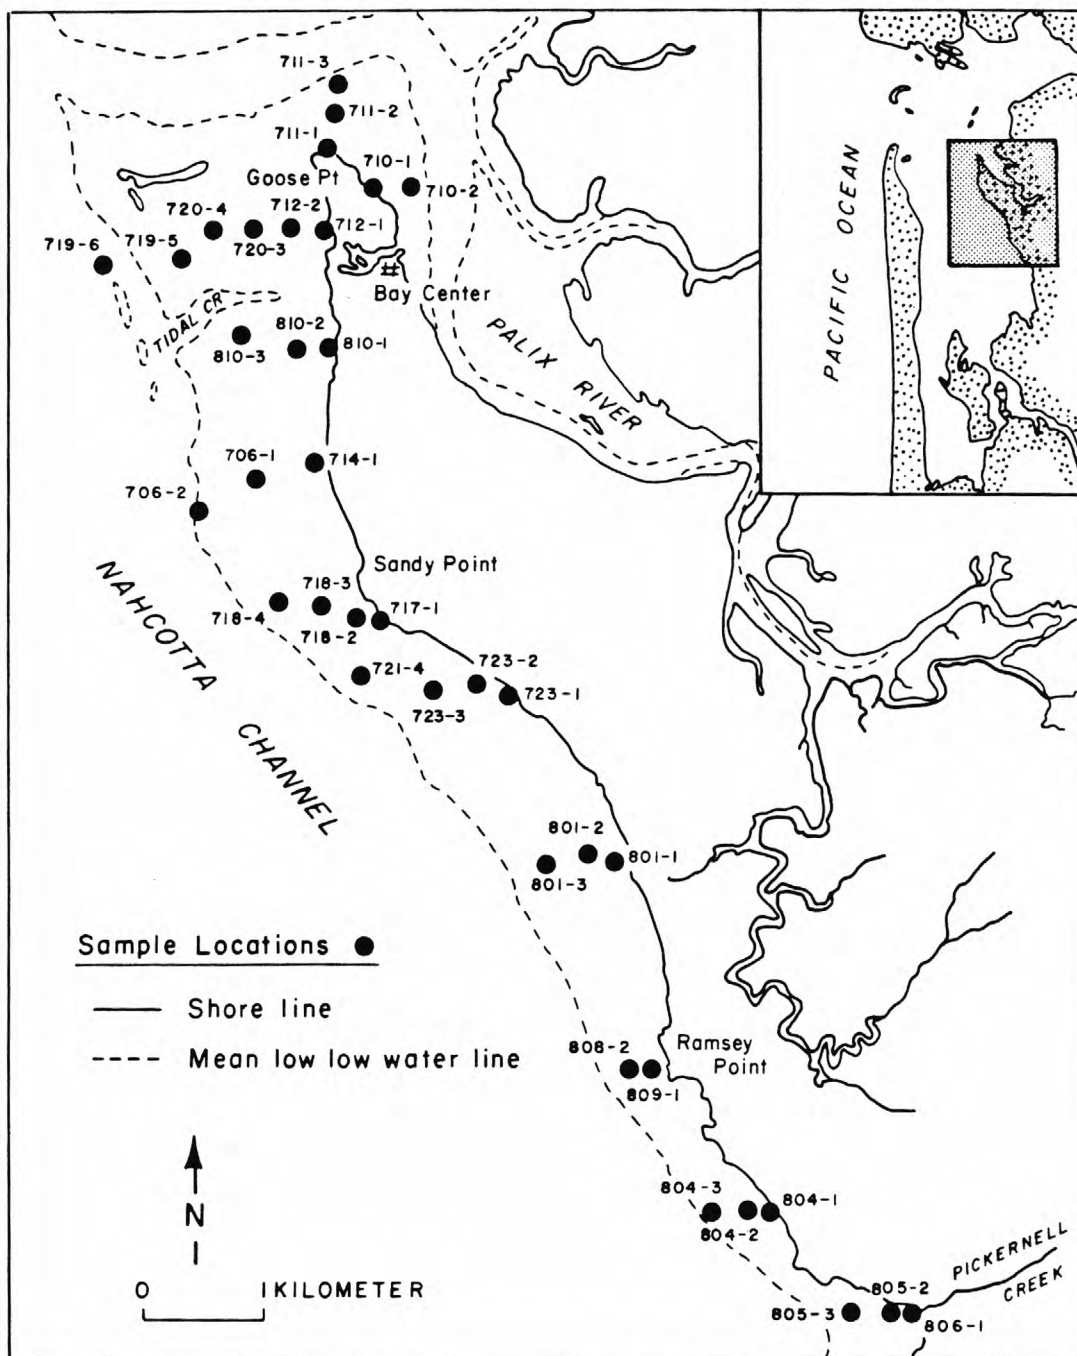 711-3
711-2
711-1
710-1
Goose Pt
710-2
720-4
712-2
712-1
719-6
719-5
720-3
Bay Center
TIDAL CR
810-2
810-3
810-1
PALIX RIVER
PACIFIC OCEAN
706-1
714-1
706-2
Sandy Point
NAHCOTTA CHANNEL
718-3
717-1
718-4
718-2
721-4
723-2
723-1
723-3
801-2
801-1
801-3
Sample Locations
Shore line
Mean low low water line
808-2
Ramsey
Point
809-1
804-3
804-1
804-2
N
0 1 KILOMETER
PICKERNELL
CREEK
805-2
805-3
806-1